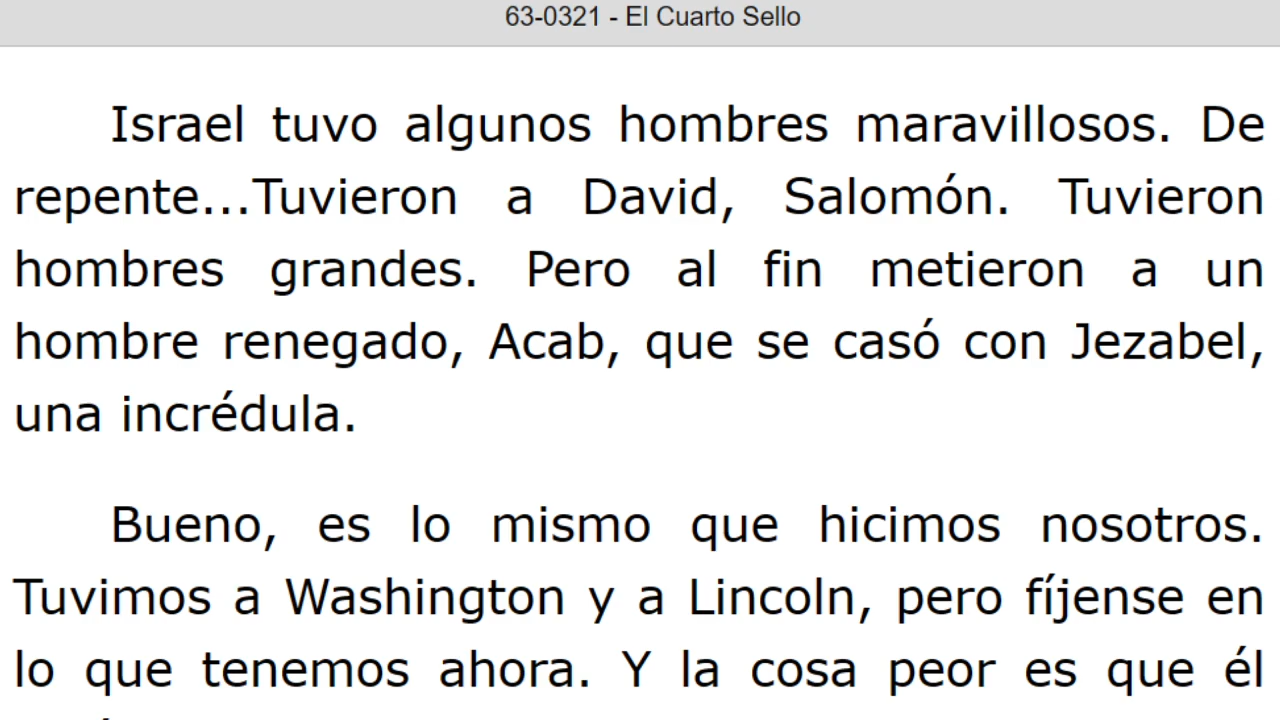 63-0321 - El Cuarto Sello
Israel tuvo algunos hombres maravillosos. De
repente...Tuvieron a David, Salomón. Tuvieron
hombres grandes. Pero al fin metieron a un
hombre renegado, Acab, que se casó con Jezabel,
una incrédula.
Bueno, es lo mismo que hicimos nosotros.
Tuvimos a Washington y a Lincoln, pero fíjense en
lo que tenemos ahora. Y la cosa peor es que él